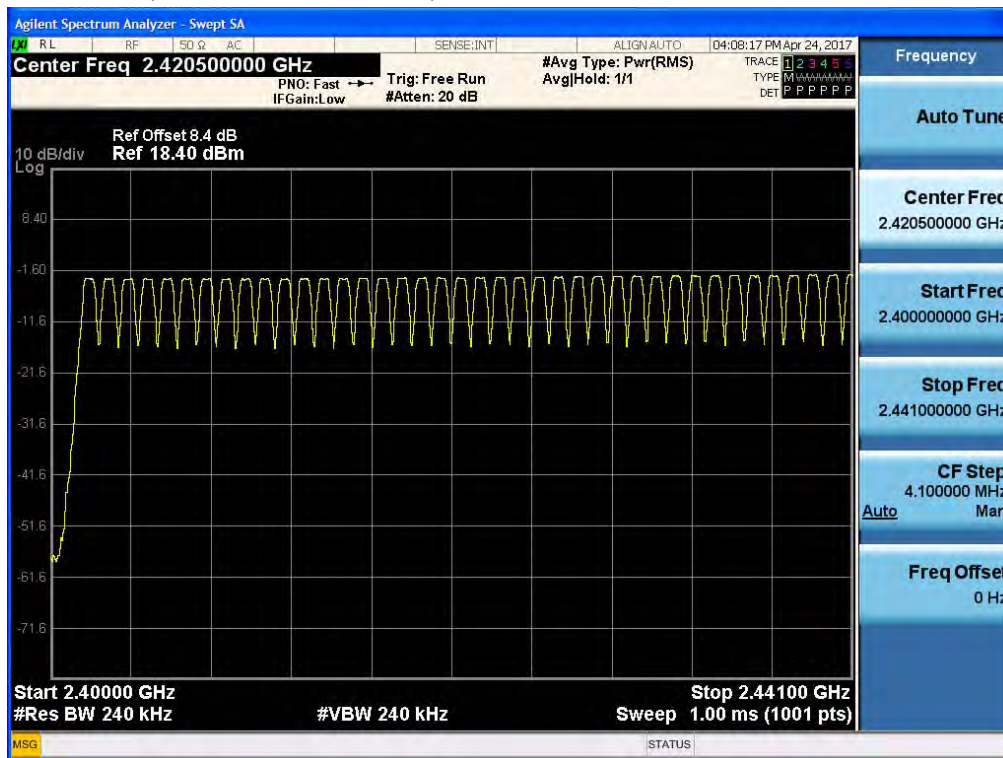 Agilent Spectrum Analyzer - Swept SA
LXI RL RF 50 Ω AC SENSE:INT ALIGN AUTO 04:08:17 PM Apr 24, 2017
Center Freq 2.420500000 GHz
PNO: Fast
IFGain:Low
Trig: Free Run
#Atten: 20 dB
#Avg Type: Pwr(RMS)
Avg|Hold: 1/1
TRACE 1 2 3 4 5 6
TYPE M
DET P P P P P P
Ref Offset 8.4 dB
10 dB/div Ref 18.40 dBm
Log
8.40
-1.60
-11.6
-21.6
-31.6
-41.6
-51.6
-61.6
-71.6
Start 2.40000 GHz Stop 2.44100 GHz
#Res BW 240 kHz #VBW 240 kHz Sweep 1.00 ms (1001 pts)
MSG STATUS
Frequency
Auto Tune
Center Freq
2.420500000 GHz
Start Freq
2.400000000 GHz
Stop Freq
2.441000000 GHz
CF Step
4.100000 MHz
Auto Man
Freq Offset
0 Hz